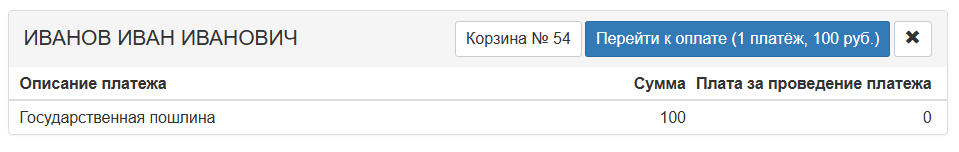 ИВАНОВ ИВАН ИВАНОВИЧ Корзина № 54 Перейти к оплате (1 платёж, 100 руб.) ✖
Описание платежа Сумма Плата за проведение платежа
Государственная пошлина 100 0